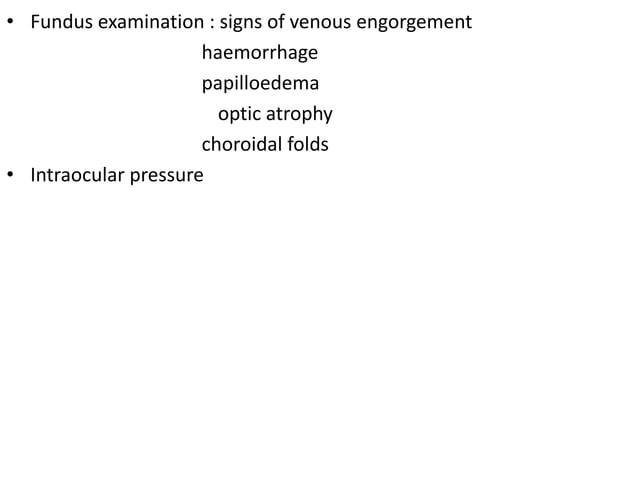 • Fundus examination : signs of venous engorgement
haemorrhage
papilloedema
optic atrophy
choroidal folds
• Intraocular pressure